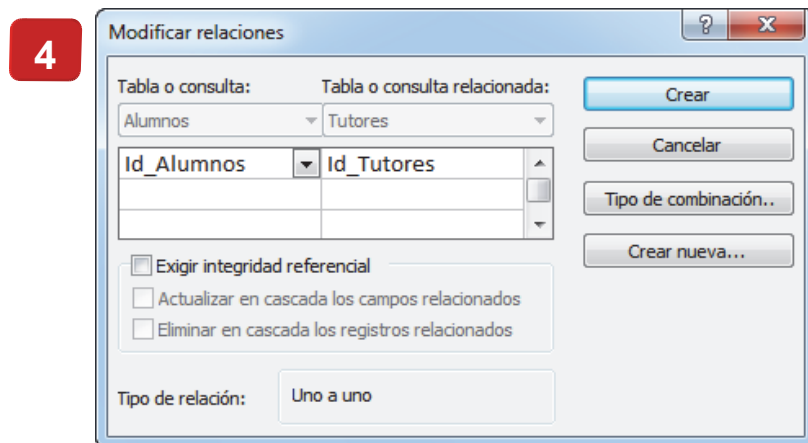 4
Modificar relaciones
Tabla o consulta: Tabla o consulta relacionada:
Alumnos Tutores
Id_Alumnos Id_Tutores
Exigir integridad referencial
Actualizar en cascada los campos relacionados
Eliminar en cascada los registros relacionados
Tipo de relación: Uno a uno
Crear
Cancelar
Tipo de combinación..
Crear nueva...